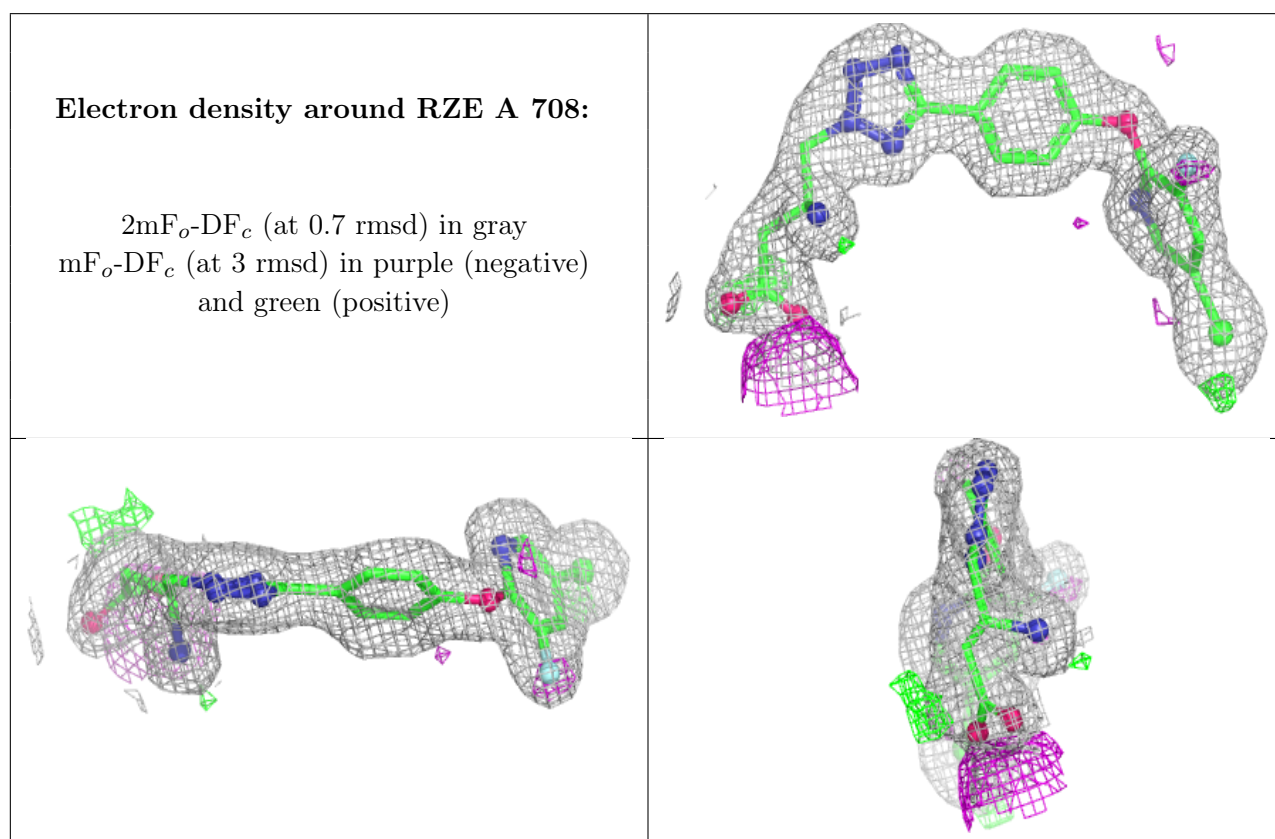 Electron density around RZE A 708:
2mFo-DFc (at 0.7 rmsd) in gray
mFo-DFc (at 3 rmsd) in purple (negative)
and green (positive)